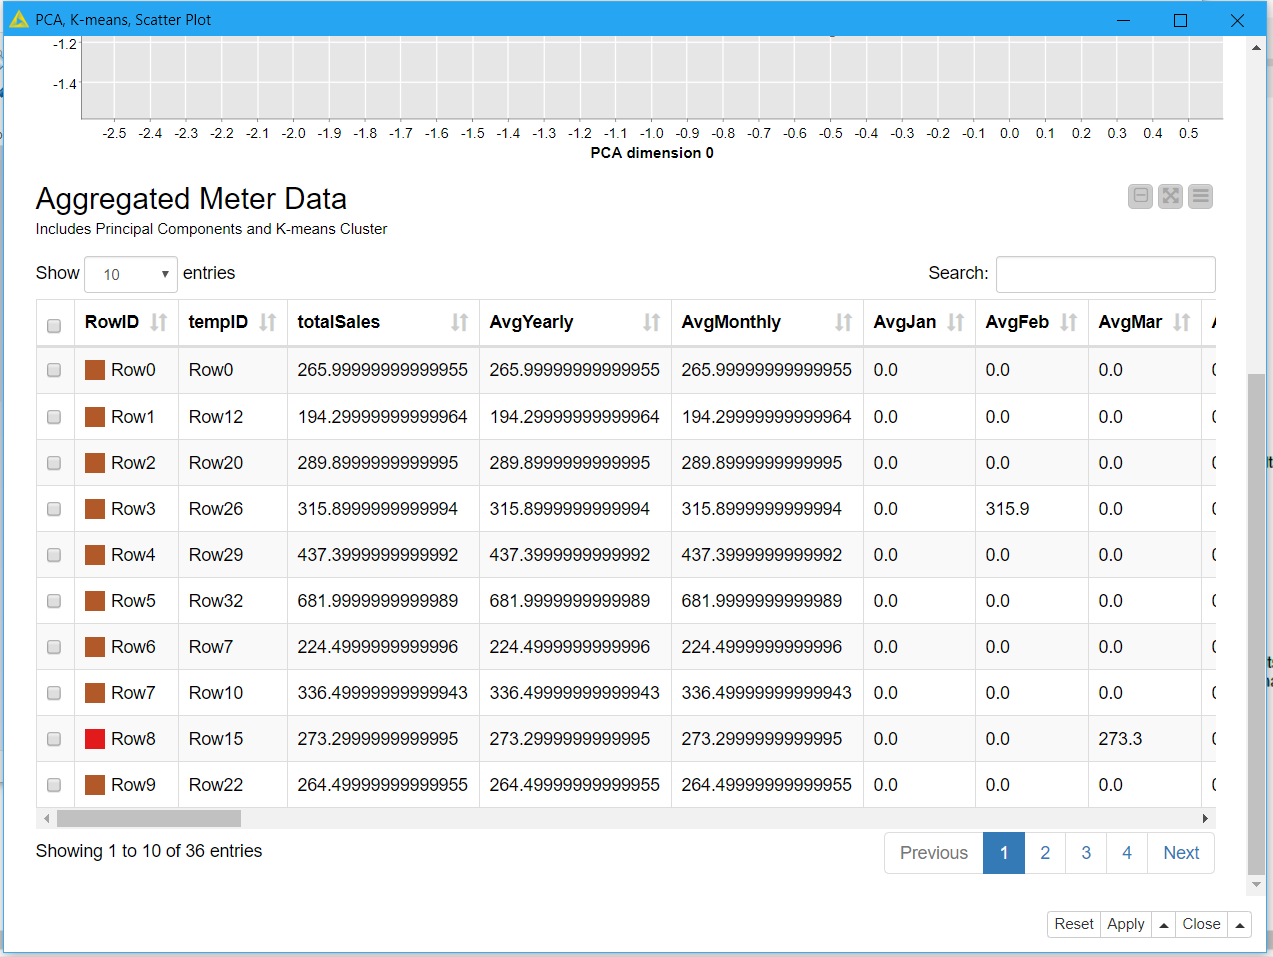 PCA, K-means, Scatter Plot
-1.2
-1.4
-2.5 -2.4 -2.3 -2.2 -2.1 -2.0 -1.9 -1.8 -1.7 -1.6 -1.5 -1.4 -1.3 -1.2 -1.1 -1.0 -0.9 -0.8 -0.7 -0.6 -0.5 -0.4 -0.3 -0.2 -0.1 0.0 0.1 0.2 0.3 0.4 0.5
PCA dimension 0
Aggregated Meter Data
Includes Principal Components and K-means Cluster
Show 10 entries Search:
RowID tempID totalSales AvgYearly AvgMonthly AvgJan AvgFeb AvgMar
Row0 Row0 265.99999999999955 265.99999999999955 265.99999999999955 0.0 0.0 0.0
Row1 Row12 194.29999999999964 194.29999999999964 194.29999999999964 0.0 0.0 0.0
Row2 Row20 289.8999999999995 289.8999999999995 289.8999999999995 0.0 0.0 0.0
Row3 Row26 315.8999999999994 315.8999999999994 315.8999999999994 0.0 315.9 0.0
Row4 Row29 437.3999999999992 437.3999999999992 437.3999999999992 0.0 0.0 0.0
Row5 Row32 681.9999999999989 681.9999999999989 681.9999999999989 0.0 0.0 0.0
Row6 Row7 224.4999999999996 224.4999999999996 224.4999999999996 0.0 0.0 0.0
Row7 Row10 336.49999999999943 336.49999999999943 336.49999999999943 0.0 0.0 0.0
Row8 Row15 273.2999999999995 273.2999999999995 273.2999999999995 0.0 0.0 273.3
Row9 Row22 264.49999999999955 264.49999999999955 264.49999999999955 0.0 0.0 0.0
Showing 1 to 10 of 36 entries Previous 1 2 3 4 Next
Reset Apply Close